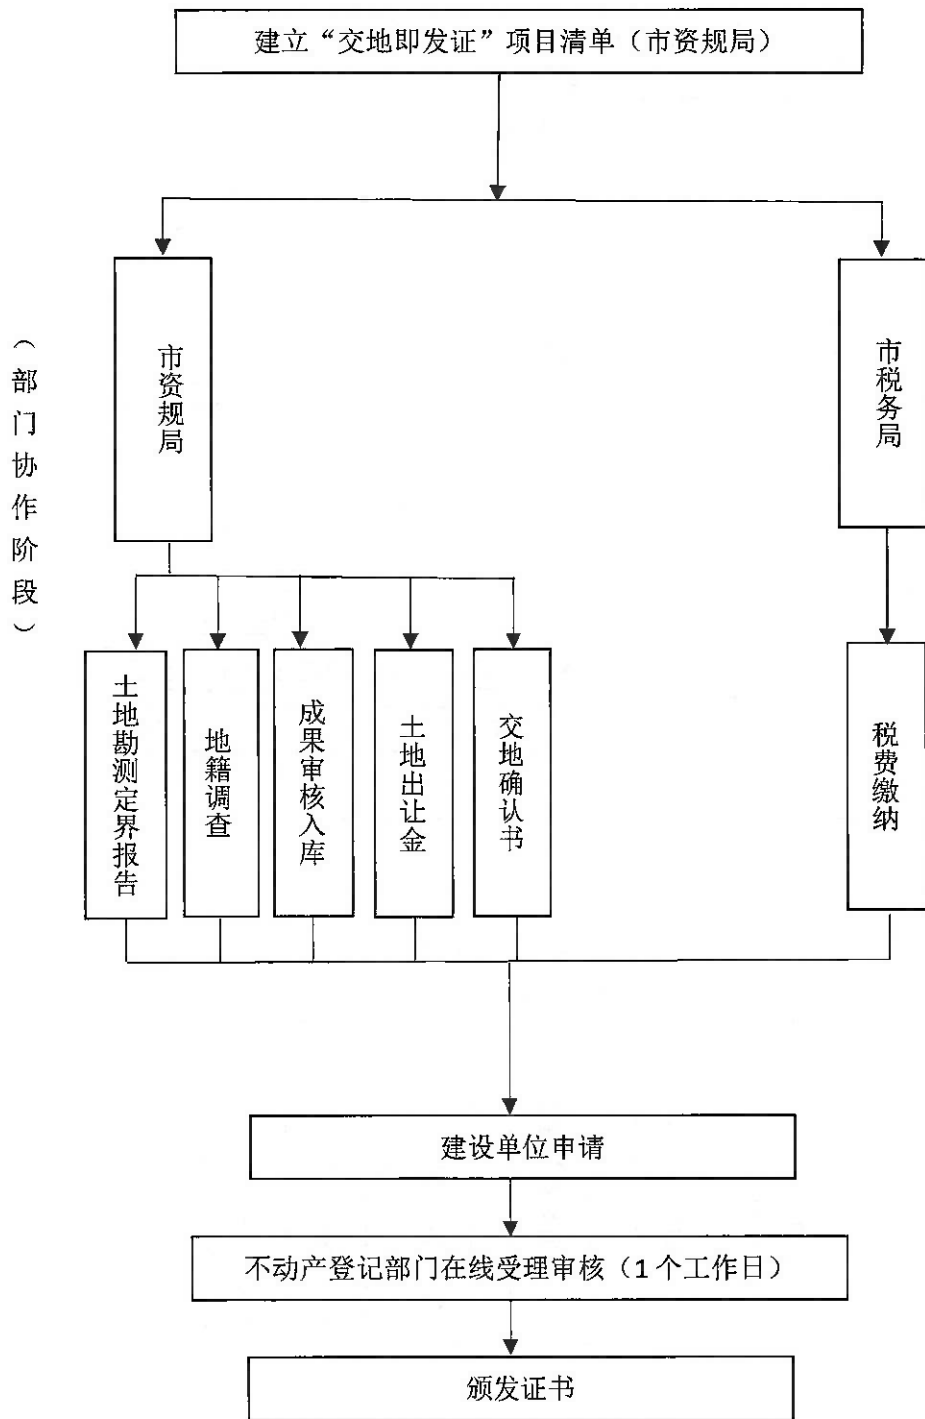 建立“交地即发证”项目清单（市资规局）
（部门协作阶段）
市资规局
市税务局
土地勘测定界报告
地籍调查
成果审核入库
土地出让金
交地确认书
税费缴纳
建设单位申请
不动产登记部门在线受理审核（1个工作日）
颁发证书